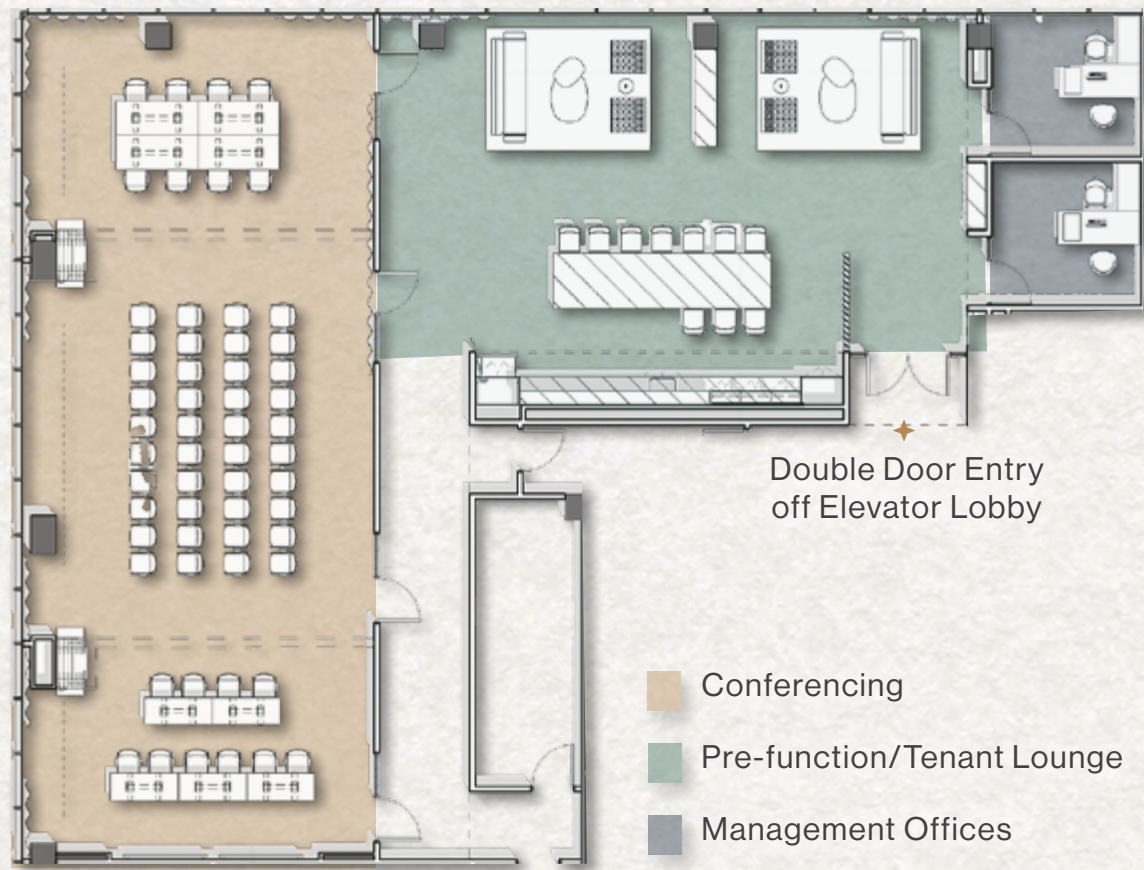 Double Door Entry
off Elevator Lobby
Conferencing
Pre-function/Tenant Lounge
Management Offices